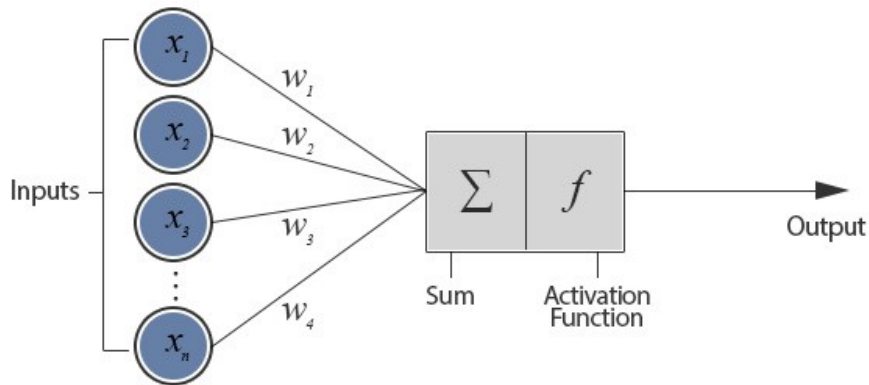 x₁
w₁
x₂
w₂
Inputs
x₃
w₃
∑
f
Output
w₄
xₙ
Sum
Activation
Function